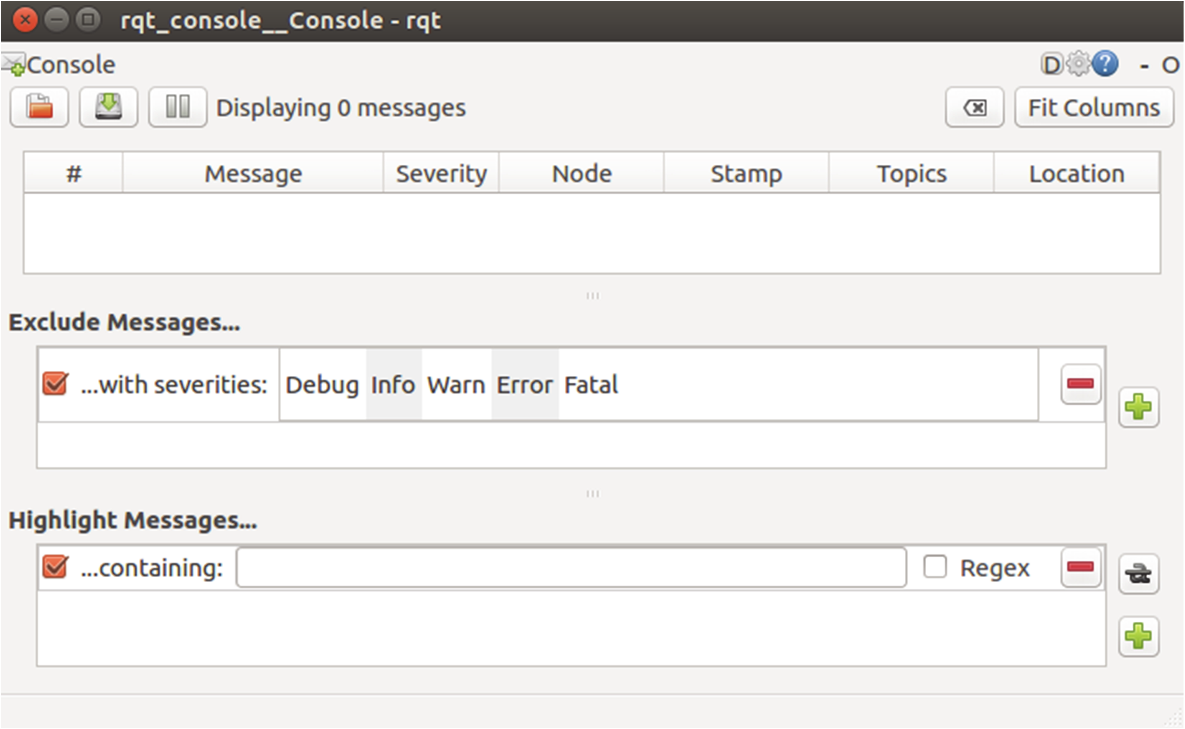 rqt_console__Console - rqt
Console D ? - O
Displaying 0 messages Fit Columns
# Message Severity Node Stamp Topics Location
Exclude Messages...
...with severities: Debug Info Warn Error Fatal
Highlight Messages...
...containing: Regex